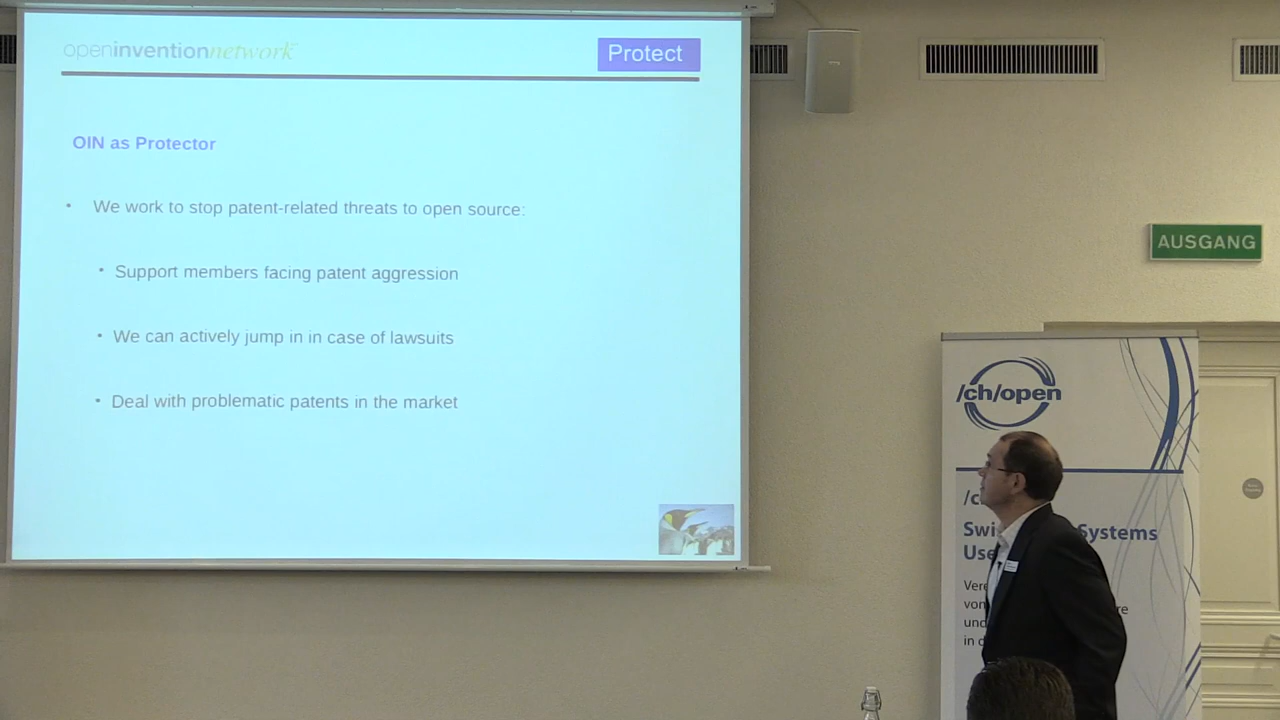 openinventionnetwork
Protect
OIN as Protector
• We work to stop patent-related threats to open source:
• Support members facing patent aggression
• We can actively jump in in case of lawsuits
• Deal with problematic patents in the market
AUSGANG
/ch/open
Systems